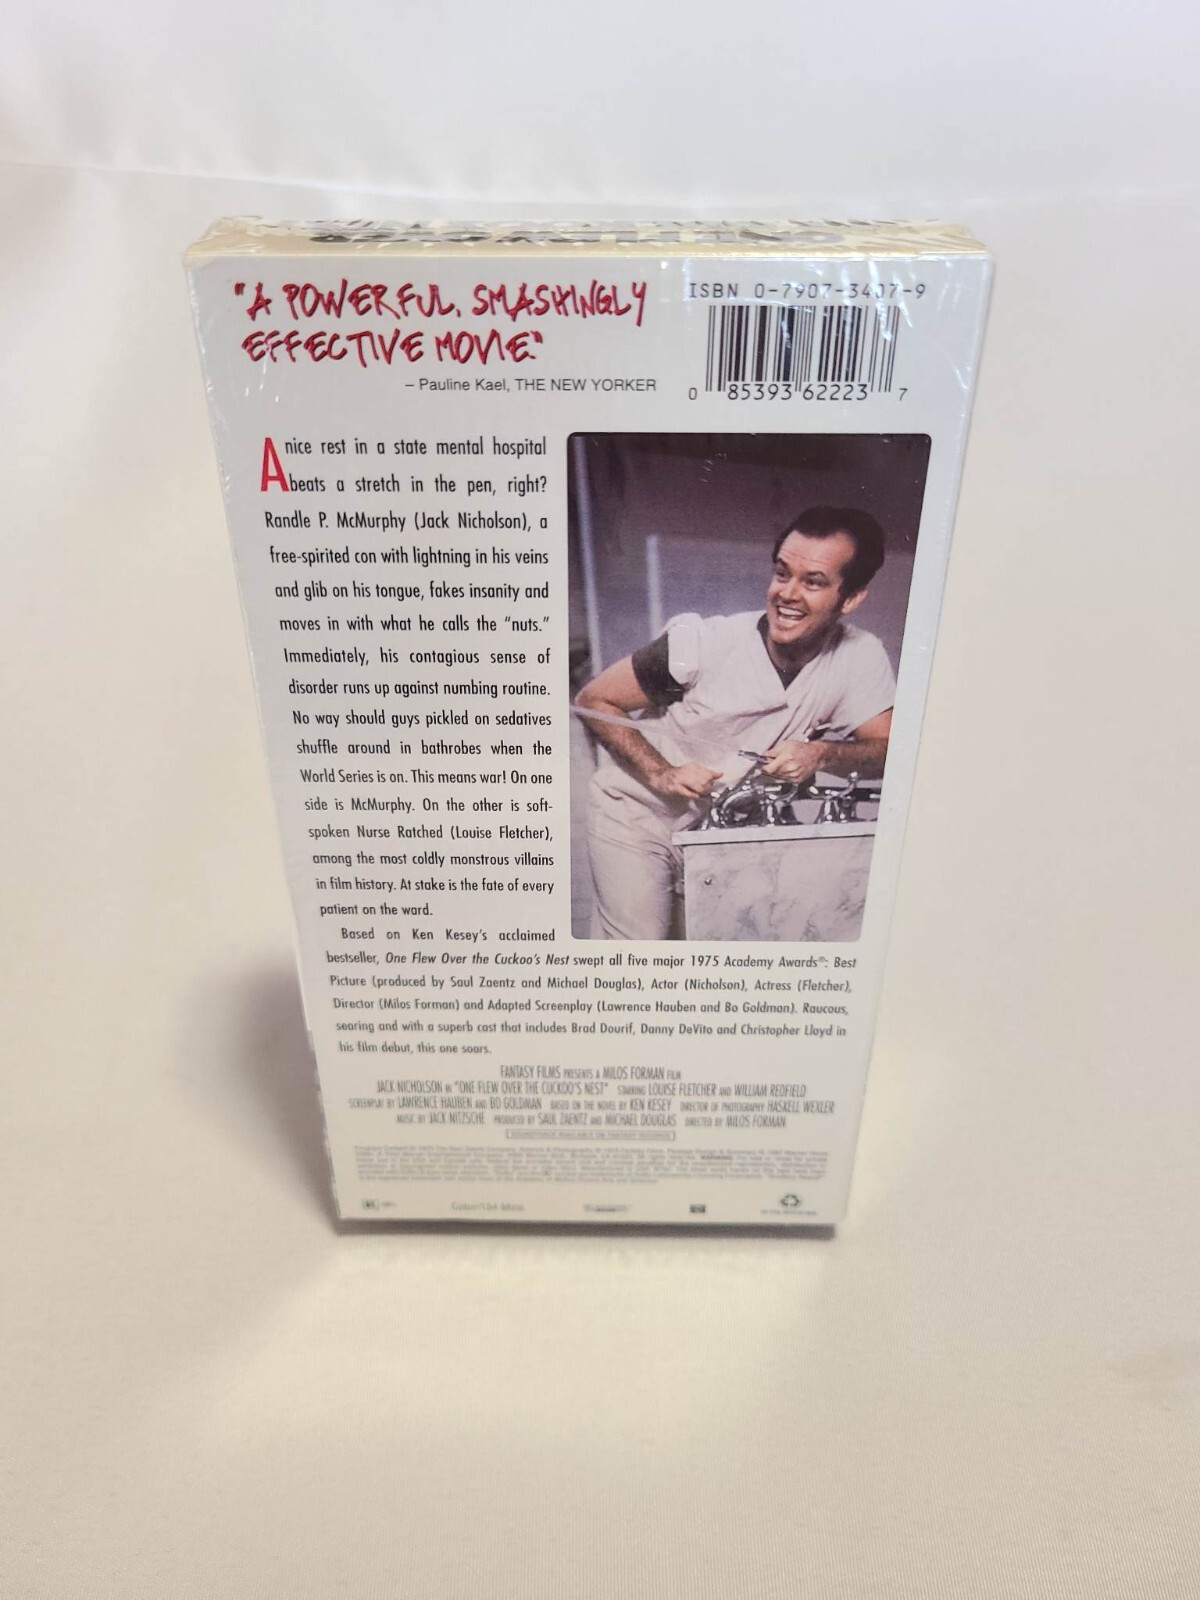 "A POWERFUL, SMASHINGLY
EFFECTIVE MOVIE."
– Pauline Kael, THE NEW YORKER
ISBN 0-7907-3407-9
0 85393 62223 7
A nice rest in a state mental hospital
beats a stretch in the pen, right?
Randle P. McMurphy (Jack Nicholson), a
free-spirited con with lightning in his veins
and glib on his tongue, fakes insanity and
moves in with what he calls the "nuts."
Immediately, his contagious sense of
disorder runs up against numbing routine.
No way should guys pickled on sedatives
shuffle around in bathrobes when the
World Series is on. This means war! On one
side is McMurphy. On the other is soft-
spoken Nurse Ratched (Louise Fletcher),
among the most coldly monstrous villains
in film history. At stake is the fate of every
patient on the ward.
Based on Ken Kesey's acclaimed
bestseller, One Flew Over the Cuckoo's Nest swept all five major 1975 Academy Awards®: Best
Picture (produced by Saul Zaentz and Michael Douglas), Actor (Nicholson), Actress (Fletcher),
Director (Milos Forman) and Adapted Screenplay (Lawrence Hauben and Bo Goldman). Raucous,
searing and with a superb cast that includes Brad Dourif, Danny DeVito and Christopher Lloyd in
his film debut, this one soars.
FANTASY FILMS PRESENTS A MILOS FORMAN FILM
JACK NICHOLSON IN "ONE FLEW OVER THE CUCKOO'S NEST" STARRING LOUISE FLETCHER AND WILLIAM REDFIELD
SCREENPLAY BY LAWRENCE HAUBEN AND BO GOLDMAN BASED ON THE NOVEL BY KEN KESEY DIRECTOR OF PHOTOGRAPHY HASKELL WEXLER
MUSIC BY JACK NITZSCHE PRODUCED BY SAUL ZAENTZ AND MICHAEL DOUGLAS DIRECTED BY MILOS FORMAN
SOUNDTRACK AVAILABLE ON FANTASY RECORDS